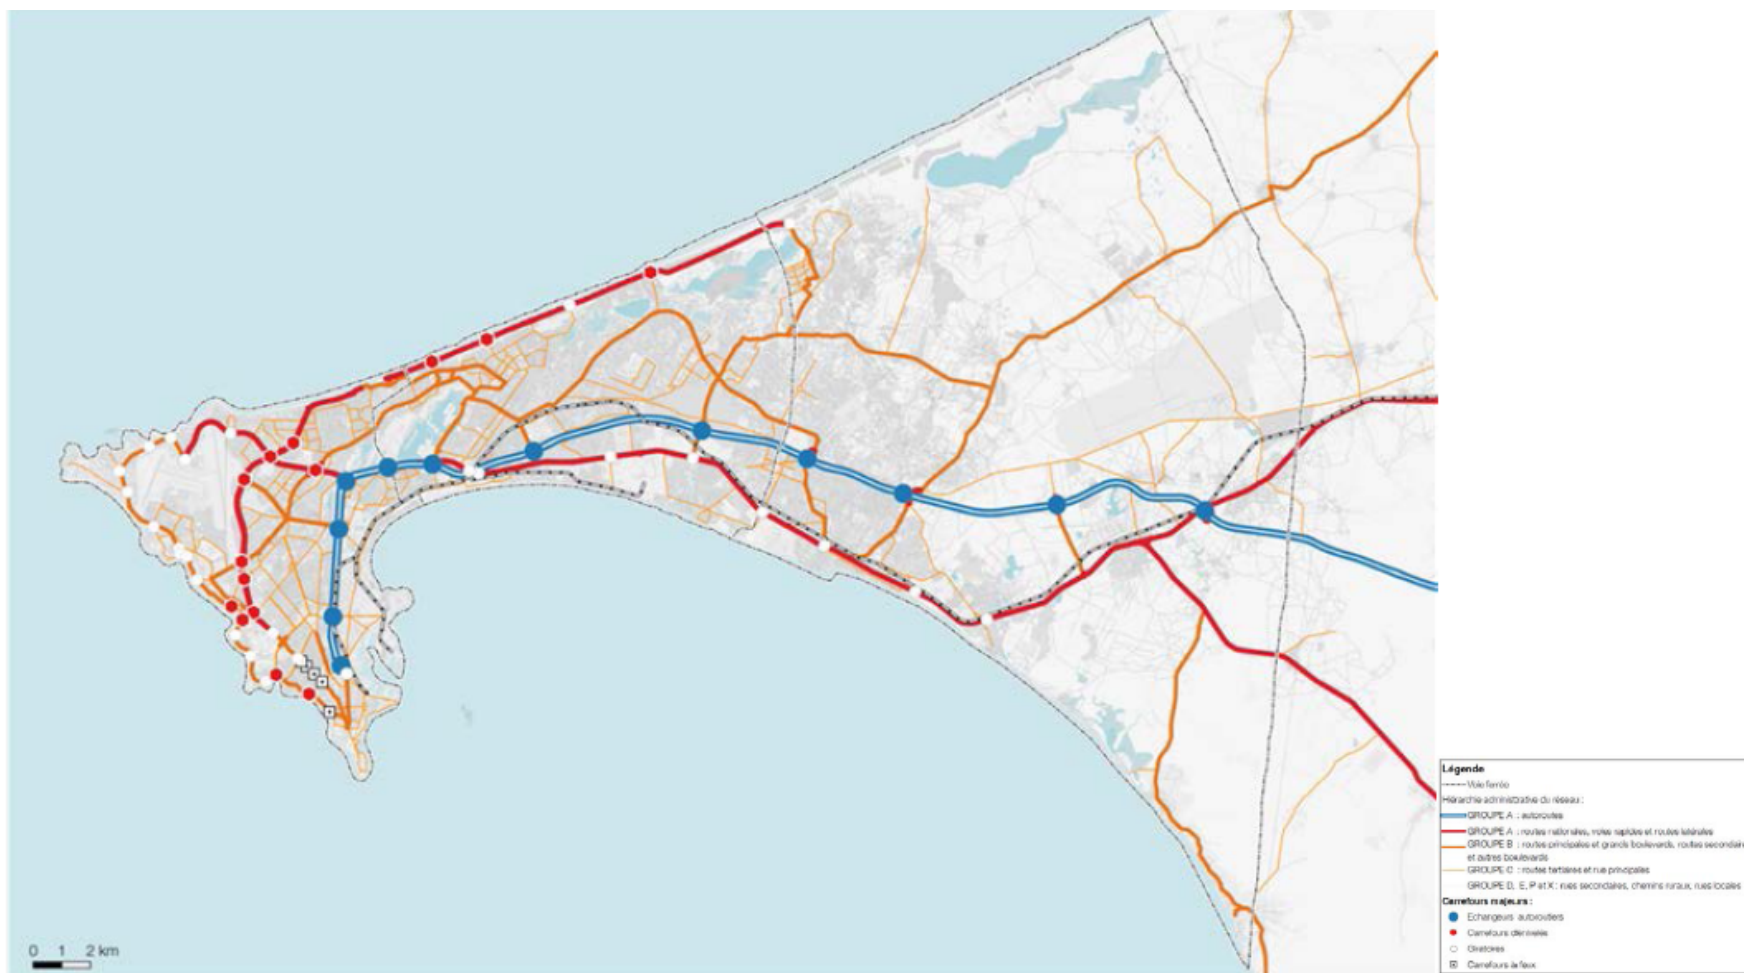 0 1 2 km
Légende
Voie ferrée
Hiérarchie administrative du réseau :
GROUPE A : autoroutes
GROUPE A : routes nationales, voies rapides et routes latérales
GROUPE B : routes principales et grands boulevards, routes secondaire
et autres boulevards
GROUPE C : routes tertiaires et rue principales
GROUPE D, E, P et X : rues secondaires, chemins ruraux, rues locales
Carrefours majeurs :
Echangeurs autoroutiers
Carrefours dénivelés
Giratoires
Carrefours à feux